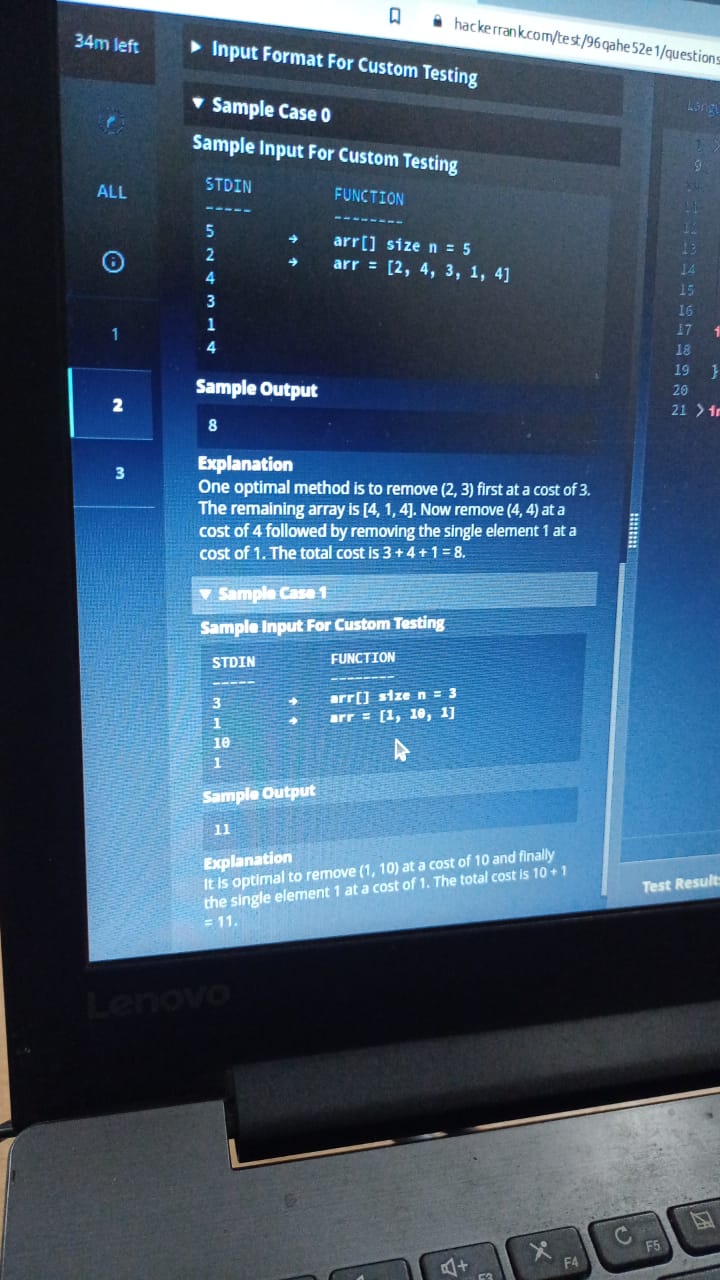 hackerrank.com/test/96qahe52e1/questions
34m left
▶ Input Format For Custom Testing
▼ Sample Case 0
Sample Input For Custom Testing
STDIN FUNCTION
----- --------
5 → arr[] size n = 5
2 → arr = [2, 4, 3, 1, 4]
4
3
1
4
Sample Output
8
Explanation
One optimal method is to remove (2, 3) first at a cost of 3.
The remaining array is [4, 1, 4]. Now remove (4, 4) at a
cost of 4 followed by removing the single element 1 at a
cost of 1. The total cost is 3 + 4 + 1 = 8.
▼ Sample Case 1
Sample Input For Custom Testing
STDIN FUNCTION
----- --------
3 → arr[] size n = 3
1 → arr = [1, 10, 1]
10
1
Sample Output
11
Explanation
It is optimal to remove (1, 10) at a cost of 10 and finally
the single element 1 at a cost of 1. The total cost is 10 + 1
= 11.
ALL
1
2
3
9
13
14
15
16
17
18
19 }
20
21 >
Test Results
Lenovo
F3
F4
C
F5